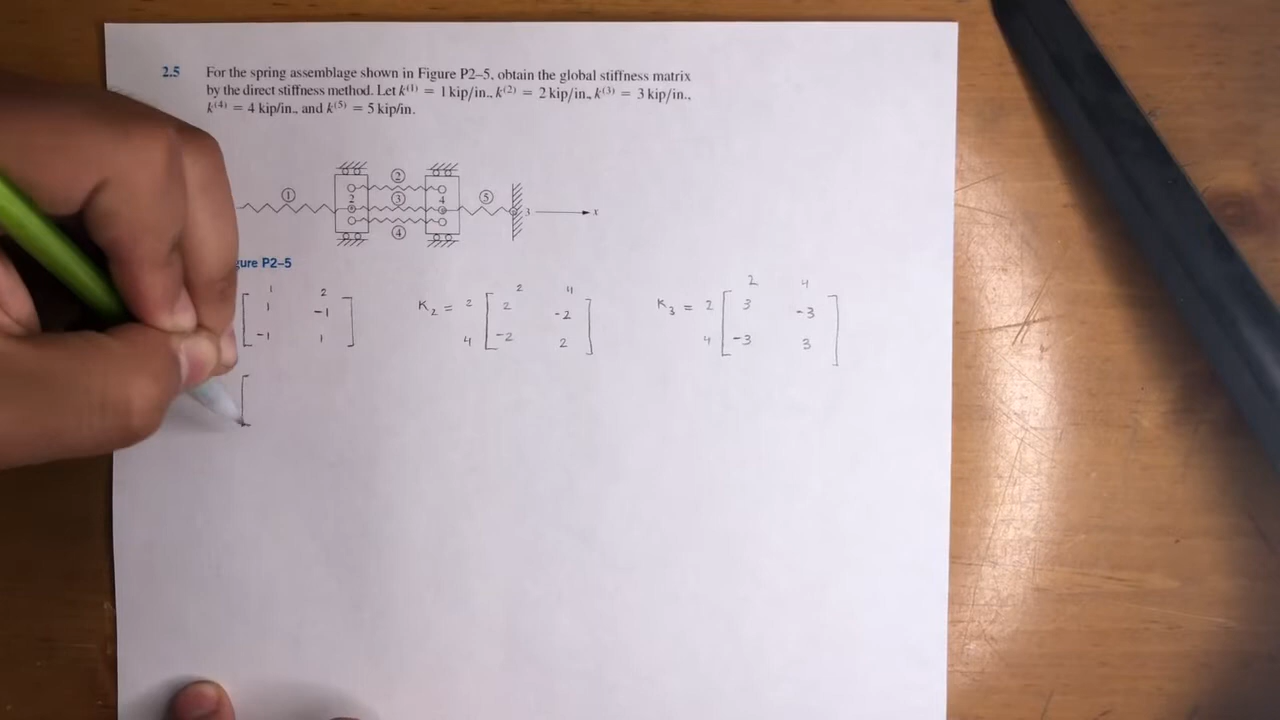 2.5 For the spring assemblage shown in Figure P2–5, obtain the global stiffness matrix
by the direct stiffness method. Let k(1) = 1 kip/in., k(2) = 2 kip/in., k(3) = 3 kip/in.,
k(4) = 4 kip/in., and k(5) = 5 kip/in.
②
① 2 ③ 4 ⑤ 3 x
④
gure P2–5
1 2 2 4 2 4
1 -1 K2 = 2 2 -2 K3 = 2 3 -3
-1 1 4 -2 2 4 -3 3